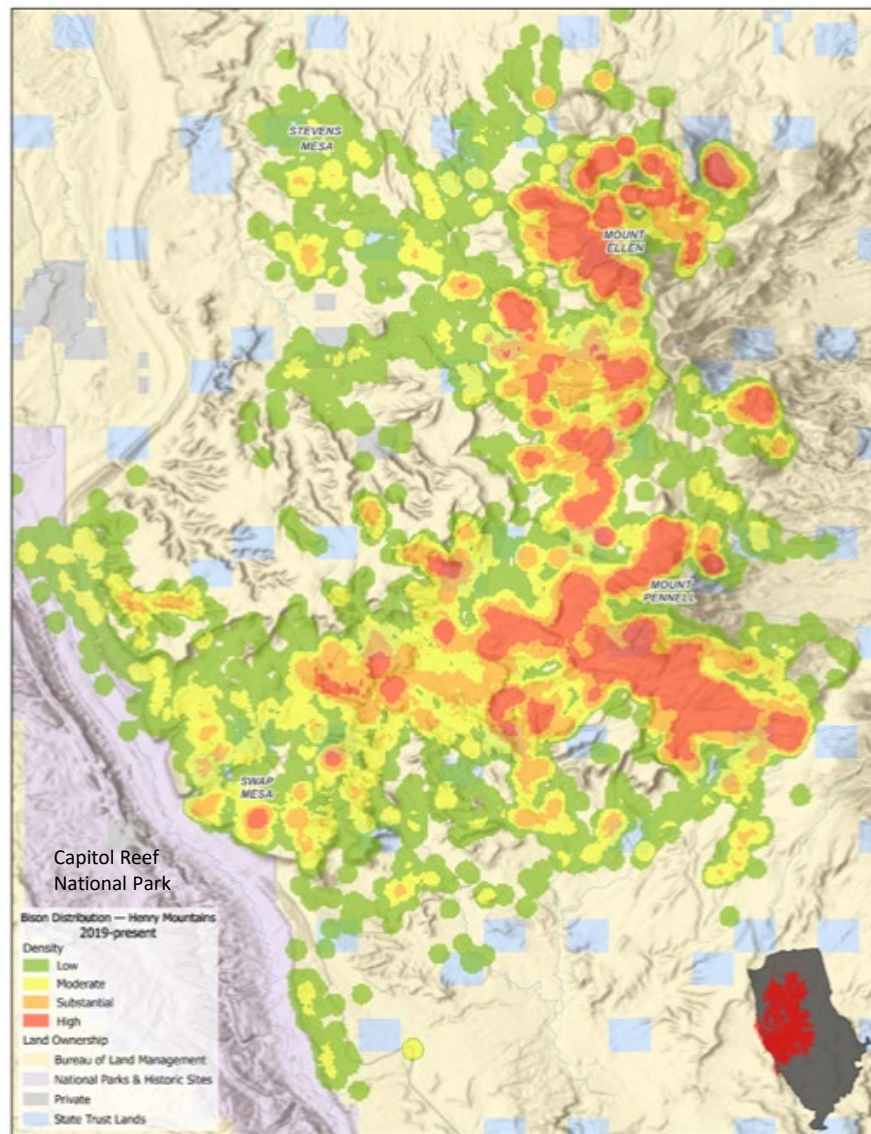 STEVENS
MESA
MOUNT
ELLEN
MOUNT
PENNELL
SWAP
MESA
Capitol Reef
National Park
Bison Distribution — Henry Mountains
2019-present
Density
Low
Moderate
Substantial
High
Land Ownership
Bureau of Land Management
National Parks & Historic Sites
Private
State Trust Lands